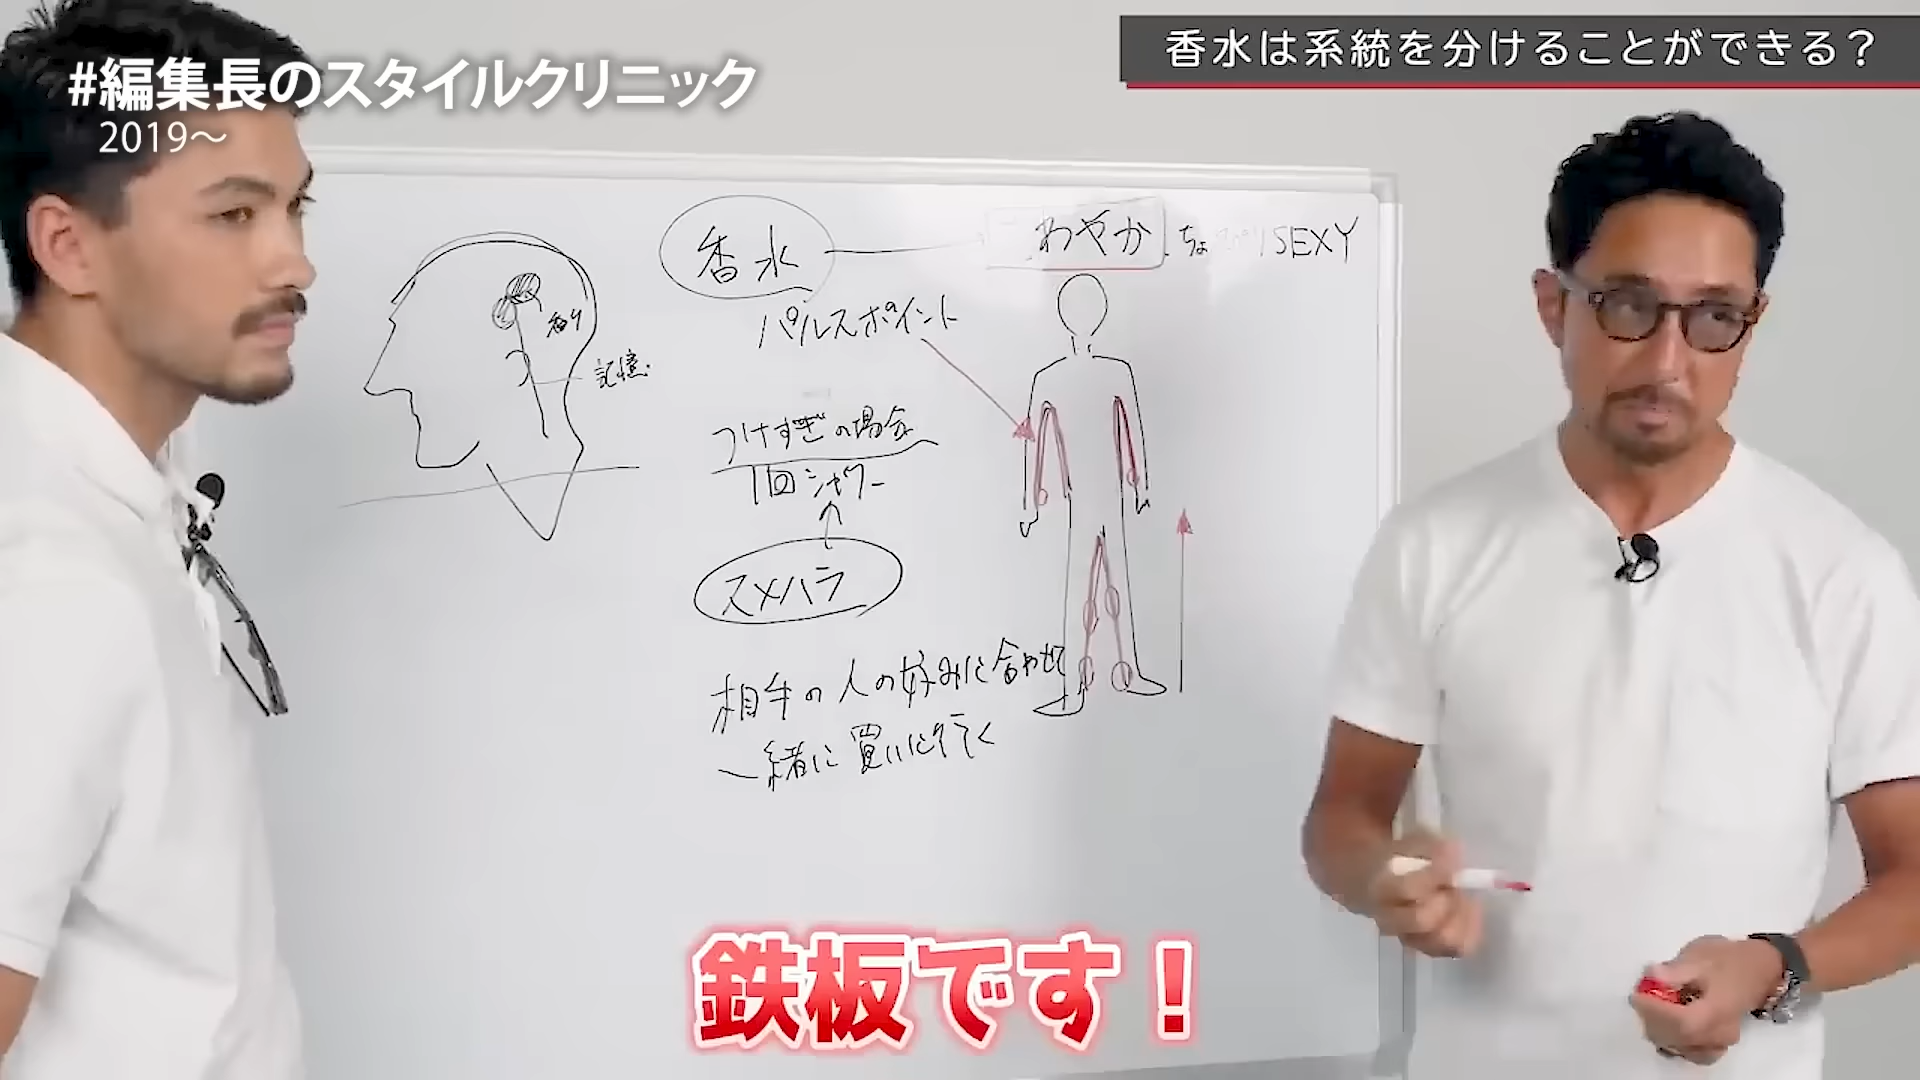 #編集長のスタイルクリニック
2019～
香水は系統を分けることができる？
香水
わやか
ちょ
SEXY
パルスポイント
香り
記憶
つけすぎの場合
1回シャワー
スメハラ
相手の人の好みに合わせ
一緒に買いに行く
鉄板です！